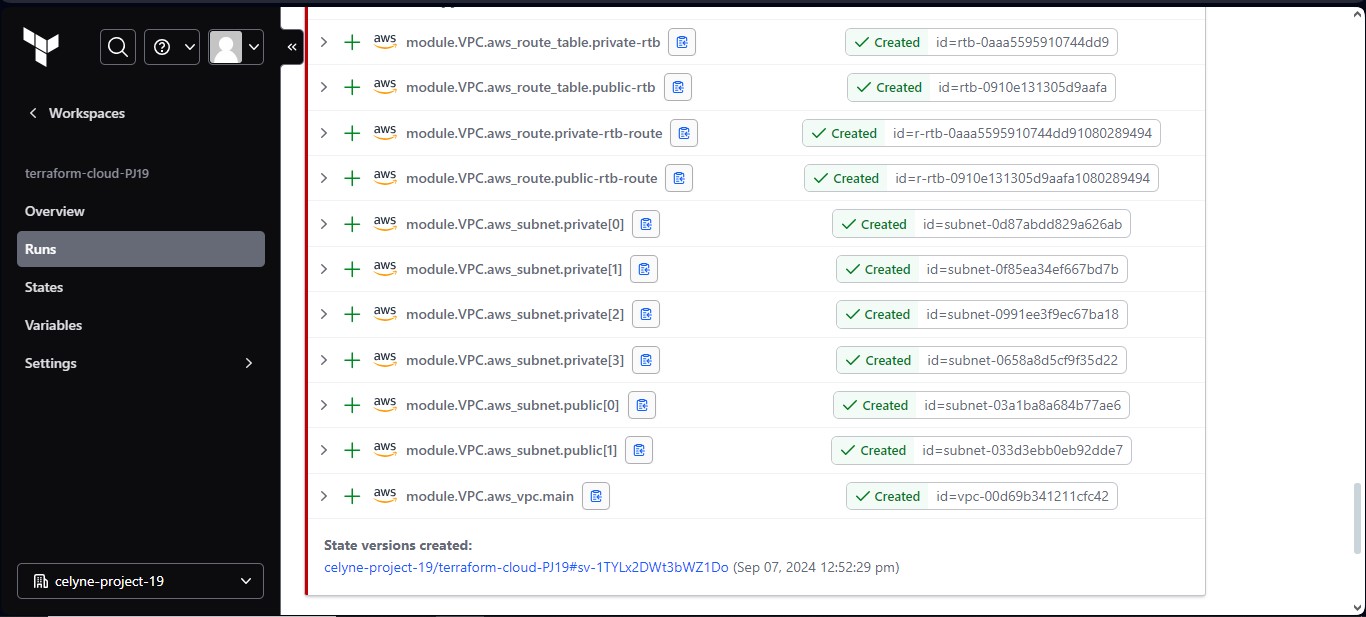 Workspaces
terraform-cloud-PJ19
Overview
Runs
States
Variables
Settings
celyne-project-19
aws module.VPC.aws_route_table.private-rtb Created id=rtb-0aaa5595910744dd9
aws module.VPC.aws_route_table.public-rtb Created id=rtb-0910e131305d9aafa
aws module.VPC.aws_route.private-rtb-route Created id=r-rtb-0aaa5595910744dd91080289494
aws module.VPC.aws_route.public-rtb-route Created id=r-rtb-0910e131305d9aafa1080289494
aws module.VPC.aws_subnet.private[0] Created id=subnet-0d87abdd829a626ab
aws module.VPC.aws_subnet.private[1] Created id=subnet-0f85ea34ef667bd7b
aws module.VPC.aws_subnet.private[2] Created id=subnet-0991ee3f9ec67ba18
aws module.VPC.aws_subnet.private[3] Created id=subnet-0658a8d5cf9f35d22
aws module.VPC.aws_subnet.public[0] Created id=subnet-03a1ba8a684b77ae6
aws module.VPC.aws_subnet.public[1] Created id=subnet-033d3ebb0eb92dde7
aws module.VPC.aws_vpc.main Created id=vpc-00d69b341211cfc42
State versions created:
celyne-project-19/terraform-cloud-PJ19#sv-1TYLx2DWt3bWZ1Do (Sep 07, 2024 12:52:29 pm)